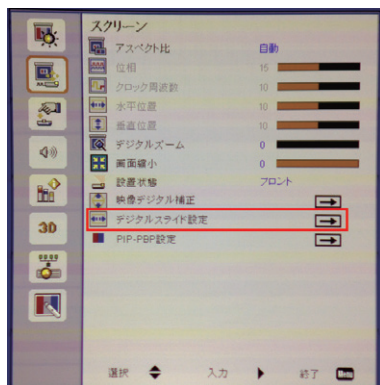 スクリーン
アスペクト比 自動
位相 15
クロック周波数 10
水平位置 10
垂直位置 10
デジタルズーム 0
画面縮小 0
設置状態 フロント
映像デジタル補正
デジタルスライド設定
3D
PIP-PBP設定
選択 入力 終了 Menu